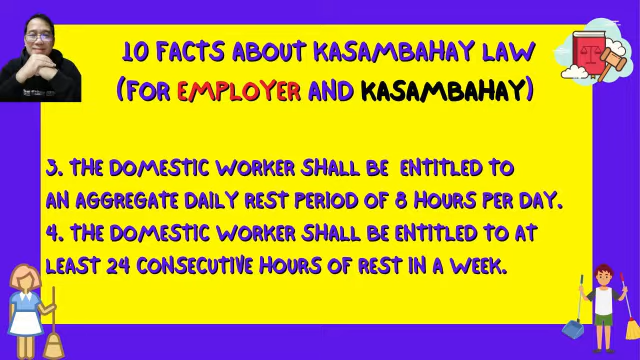 10 FACTS ABOUT KASAMBAHAY LAW
(FOR EMPLOYER AND KASAMBAHAY)
3. THE DOMESTIC WORKER SHALL BE ENTITLED TO
AN AGGREGATE DAILY REST PERIOD OF 8 HOURS PER DAY.
4. THE DOMESTIC WORKER SHALL BE ENTITLED TO AT
LEAST 24 CONSECUTIVE HOURS OF REST IN A WEEK.